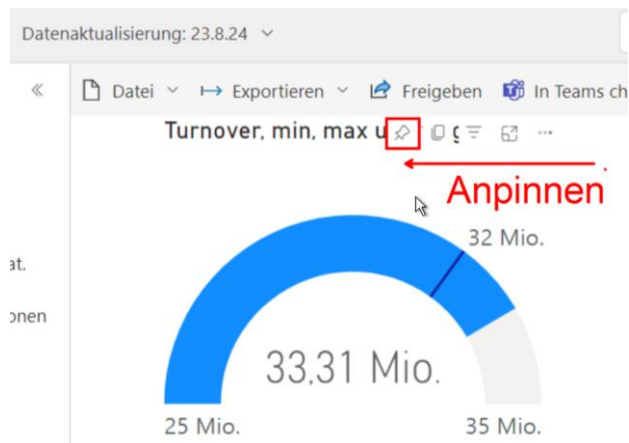 Datenaktualisierung: 23.8.24
Datei Exportieren Freigeben In Teams ch
Turnover, min, max u
Anpinnen
32 Mio.
at.
onen
33,31 Mio.
25 Mio. 35 Mio.